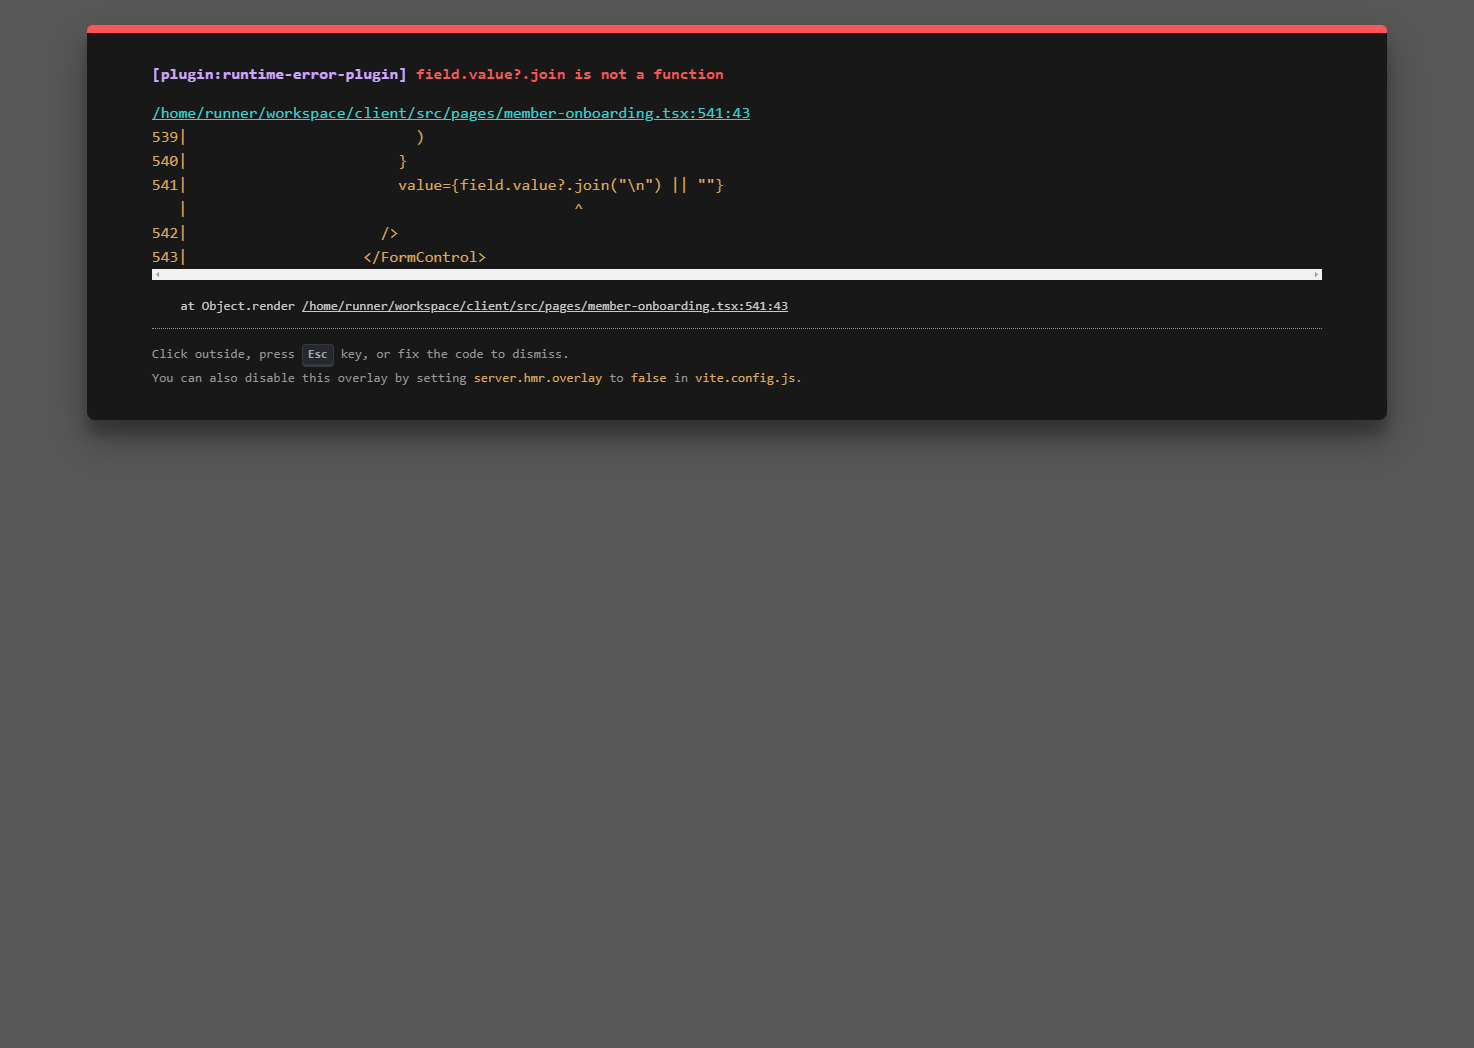 [plugin:runtime-error-plugin] field.value?.join is not a function
/home/runner/workspace/client/src/pages/member-onboarding.tsx:541:43
539|                          )
540|                        }
541|                        value={field.value?.join("\n") || ""}
   |                                            ^
542|                      />
543|                    </FormControl>
at Object.render /home/runner/workspace/client/src/pages/member-onboarding.tsx:541:43
Click outside, press Esc key, or fix the code to dismiss.
You can also disable this overlay by setting server.hmr.overlay to false in vite.config.js.